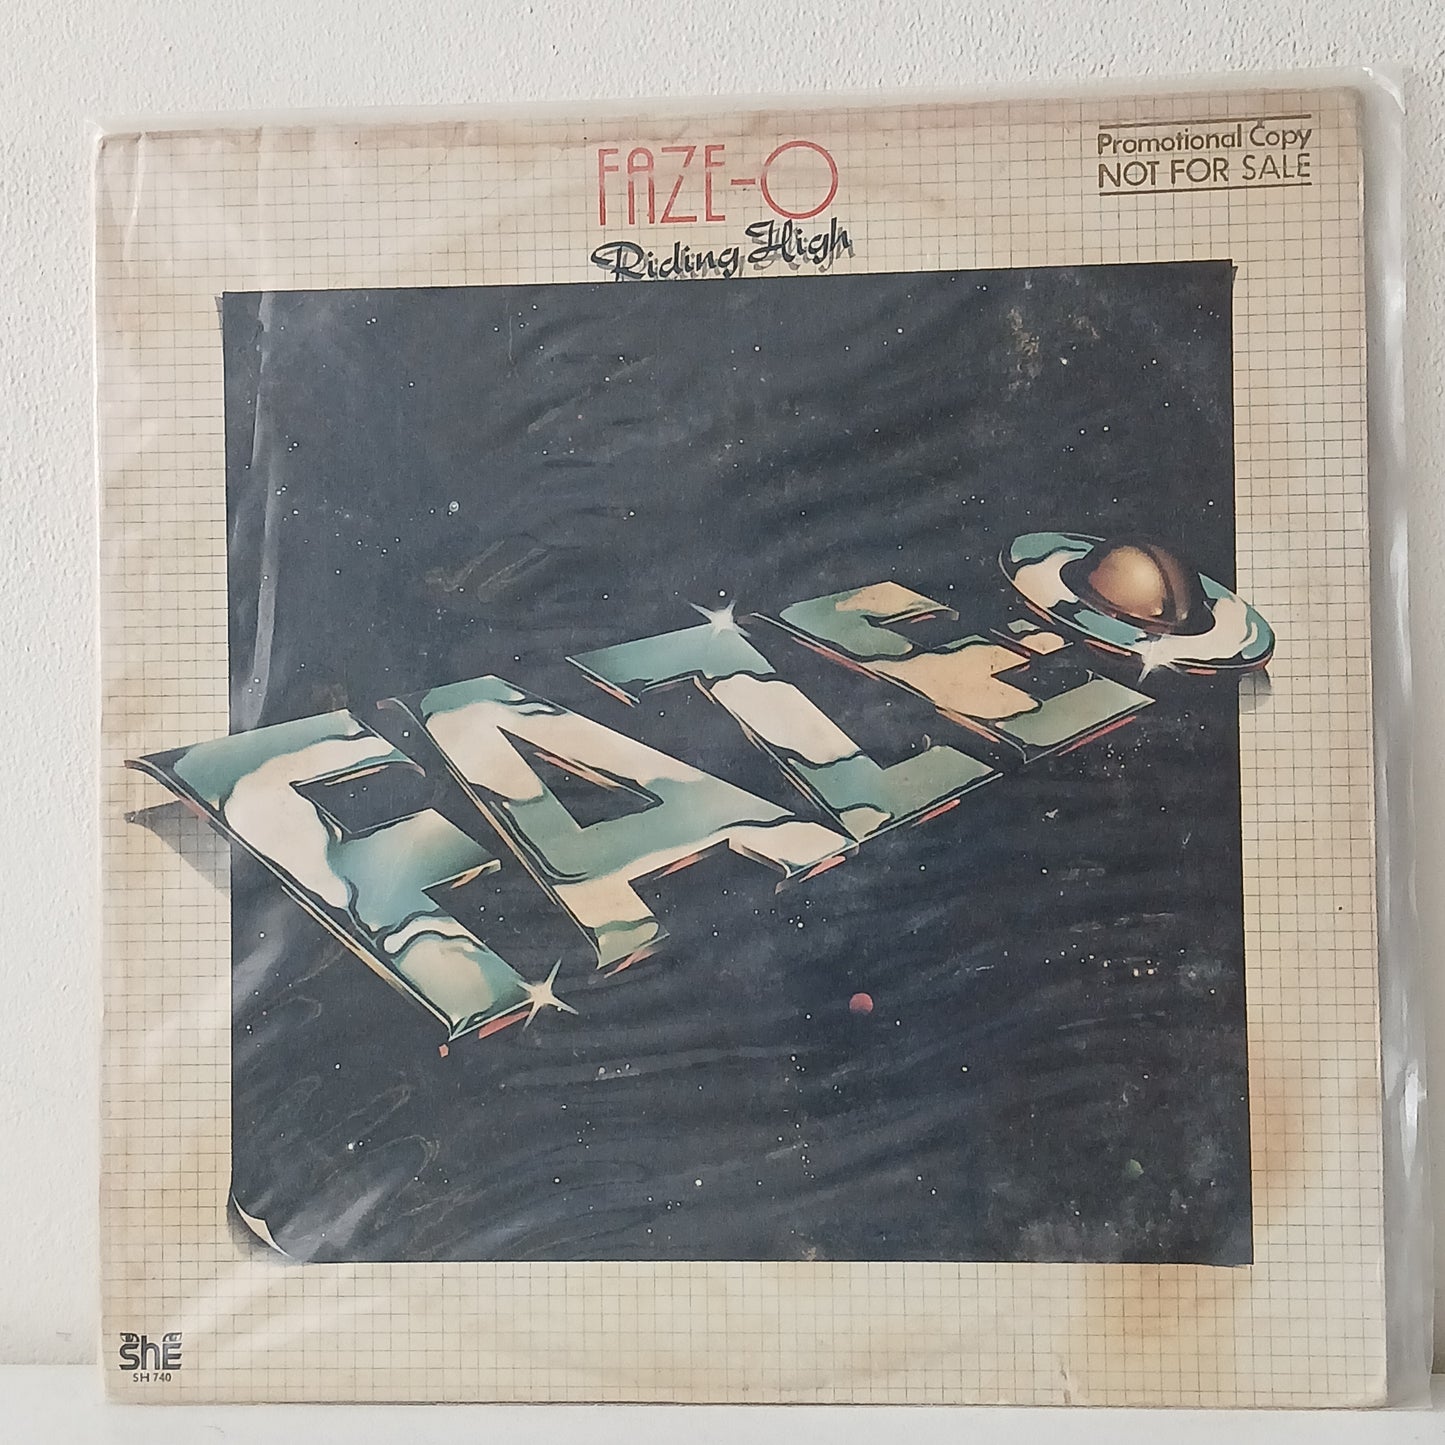 FAZE-O
Promotional Copy
NOT FOR SALE
Riding High
FAZE-O
ShE
SH 740